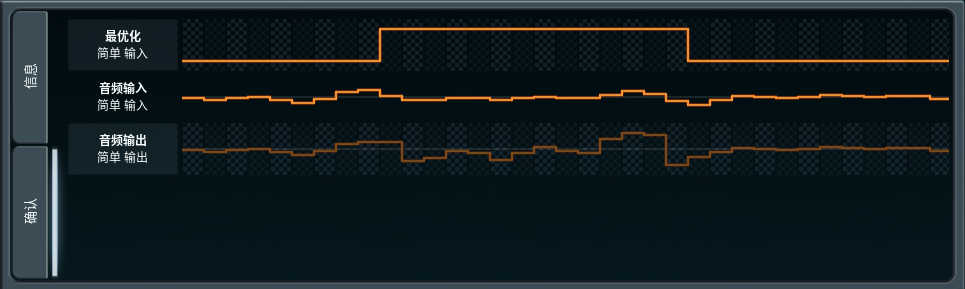 信息
确认
最优化
简单 输入
音频输入
简单 输入
音频输出
简单 输出